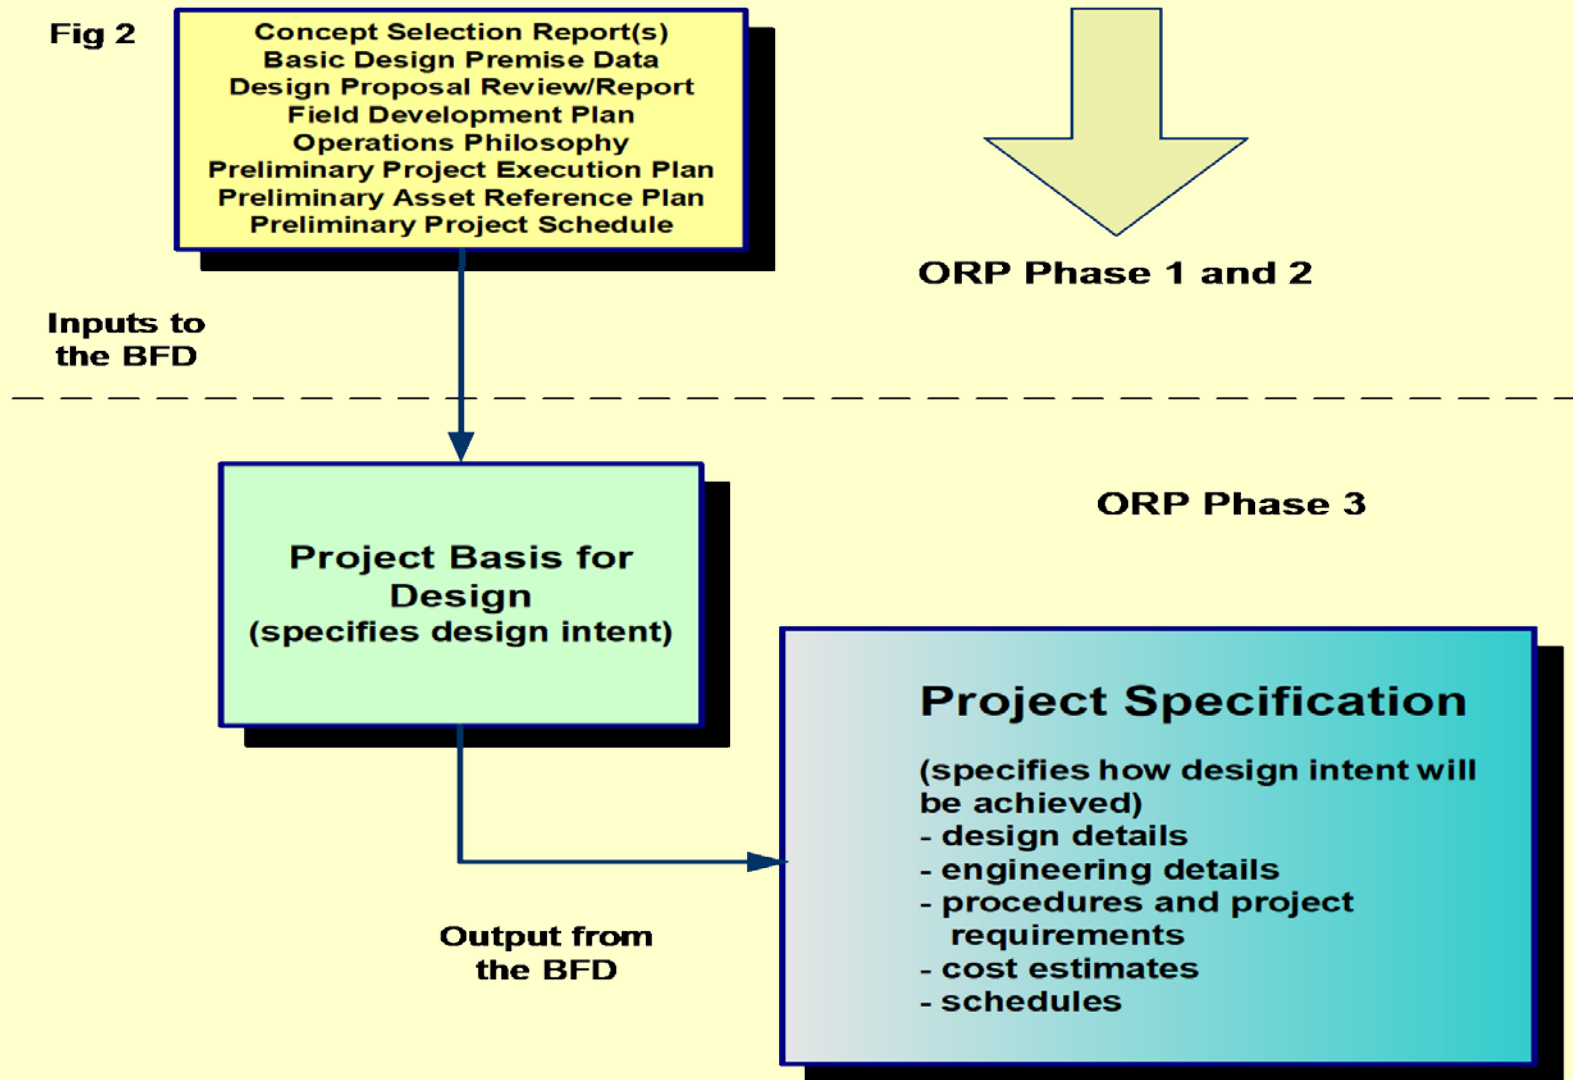 Fig 2
Concept Selection Report(s)
Basic Design Premise Data
Design Proposal Review/Report
Field Development Plan
Operations Philosophy
Preliminary Project Execution Plan
Preliminary Asset Reference Plan
Preliminary Project Schedule
ORP Phase 1 and 2
Inputs to
the BFD
ORP Phase 3
Project Basis for
Design
(specifies design intent)
Project Specification
(specifies how design intent will
be achieved)
- design details
- engineering details
- procedures and project
requirements
- cost estimates
- schedules
Output from
the BFD